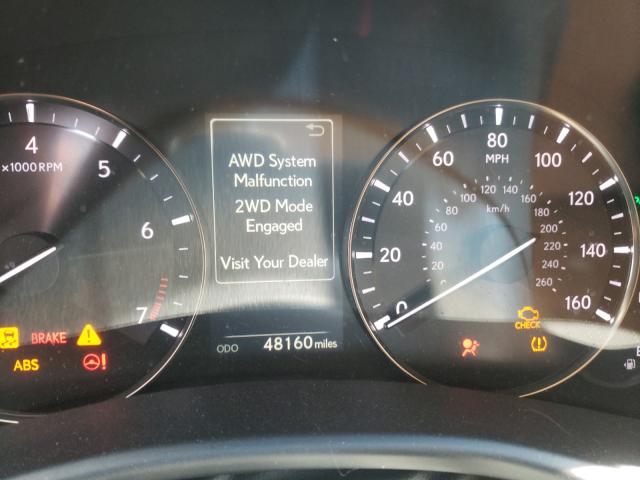 AWD System
Malfunction
2WD Mode
Engaged
Visit Your Dealer
ODO 48160 miles
4
×1000 RPM
5
6
7
BRAKE
ABS
0
20
40
60
80
MPH
100
120
140
160
0
20
40
60
80
100
120
140
160
km/h
180
200
220
240
260
CHECK
E